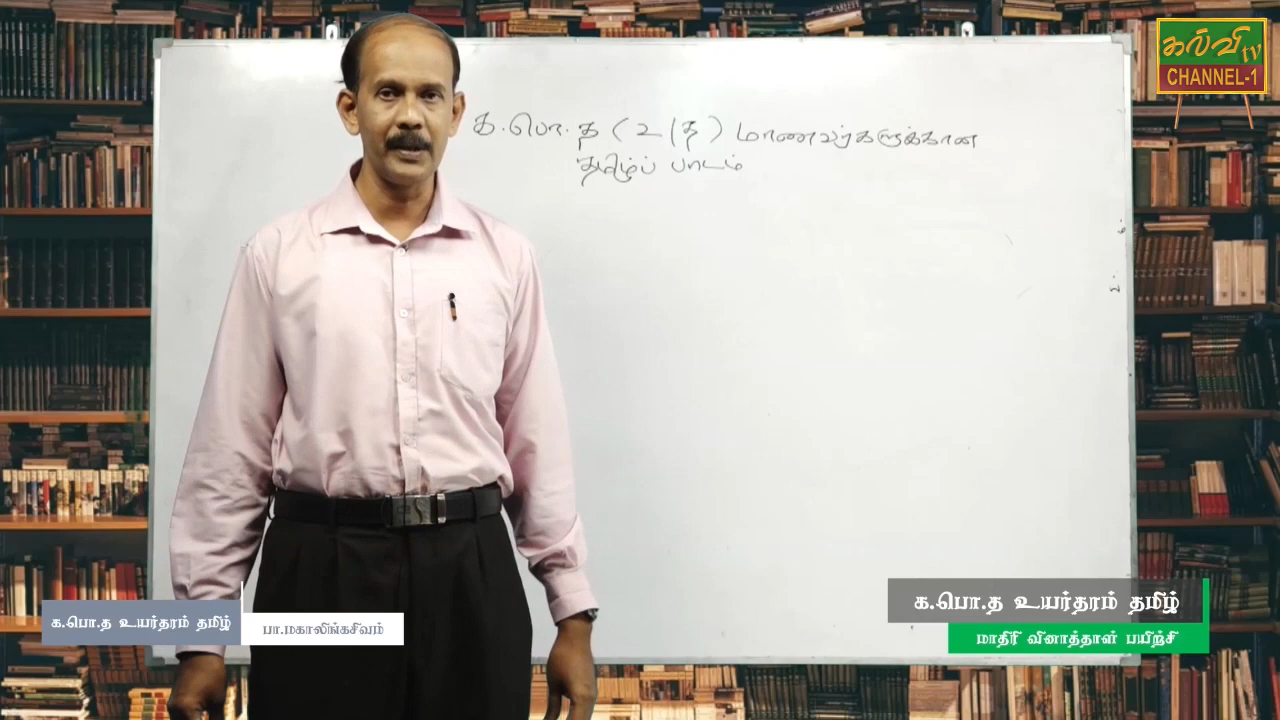 கல்வி tv
CHANNEL-1
க.பொ.த (உ/த) மாணவர்களுக்கான
தமிழ்ப் பாடம்
க.பொ.த உயர்தரம் தமிழ்
மாதிரி வினாத்தாள் பயிற்சி
க.பொ.த உயர்தரம் தமிழ்
பா.மகாலிங்கசிவம்